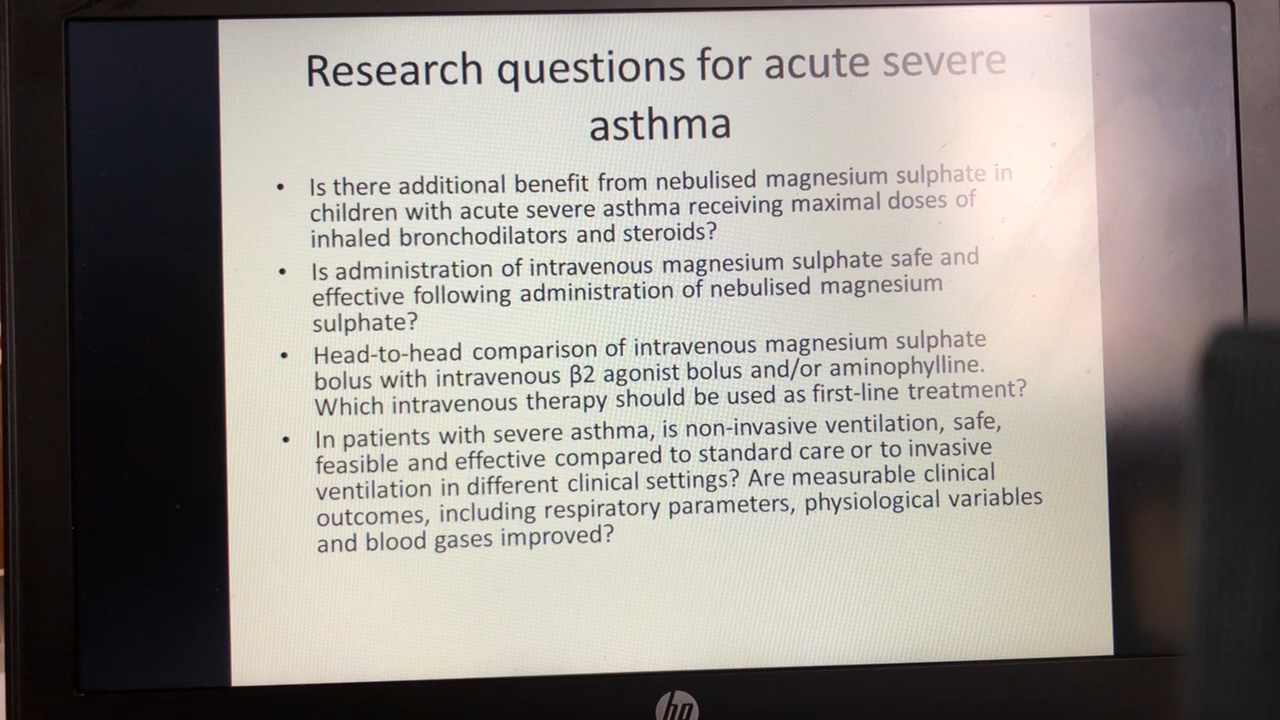 Research questions for acute severe
asthma
• Is there additional benefit from nebulised magnesium sulphate in
children with acute severe asthma receiving maximal doses of
inhaled bronchodilators and steroids?
• Is administration of intravenous magnesium sulphate safe and
effective following administration of nebulised magnesium
sulphate?
• Head-to-head comparison of intravenous magnesium sulphate
bolus with intravenous β2 agonist bolus and/or aminophylline.
Which intravenous therapy should be used as first-line treatment?
• In patients with severe asthma, is non-invasive ventilation, safe,
feasible and effective compared to standard care or to invasive
ventilation in different clinical settings? Are measurable clinical
outcomes, including respiratory parameters, physiological variables
and blood gases improved?
hp